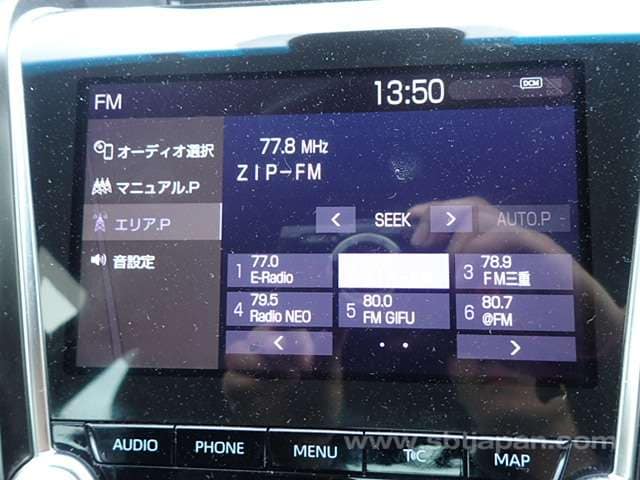 FM
13:50
DCM
オーディオ選択
マニュアル.P
エリア.P
音設定
77.8 MHz
ZIP-FM
< SEEK >
AUTO.P
1 77.0 E-Radio
3 78.9 FM三重
4 79.5 Radio NEO
5 80.0 FM GIFU
6 80.7 @FM
<
>
AUDIO
PHONE
MENU
MAP
www.sbtjapan.com